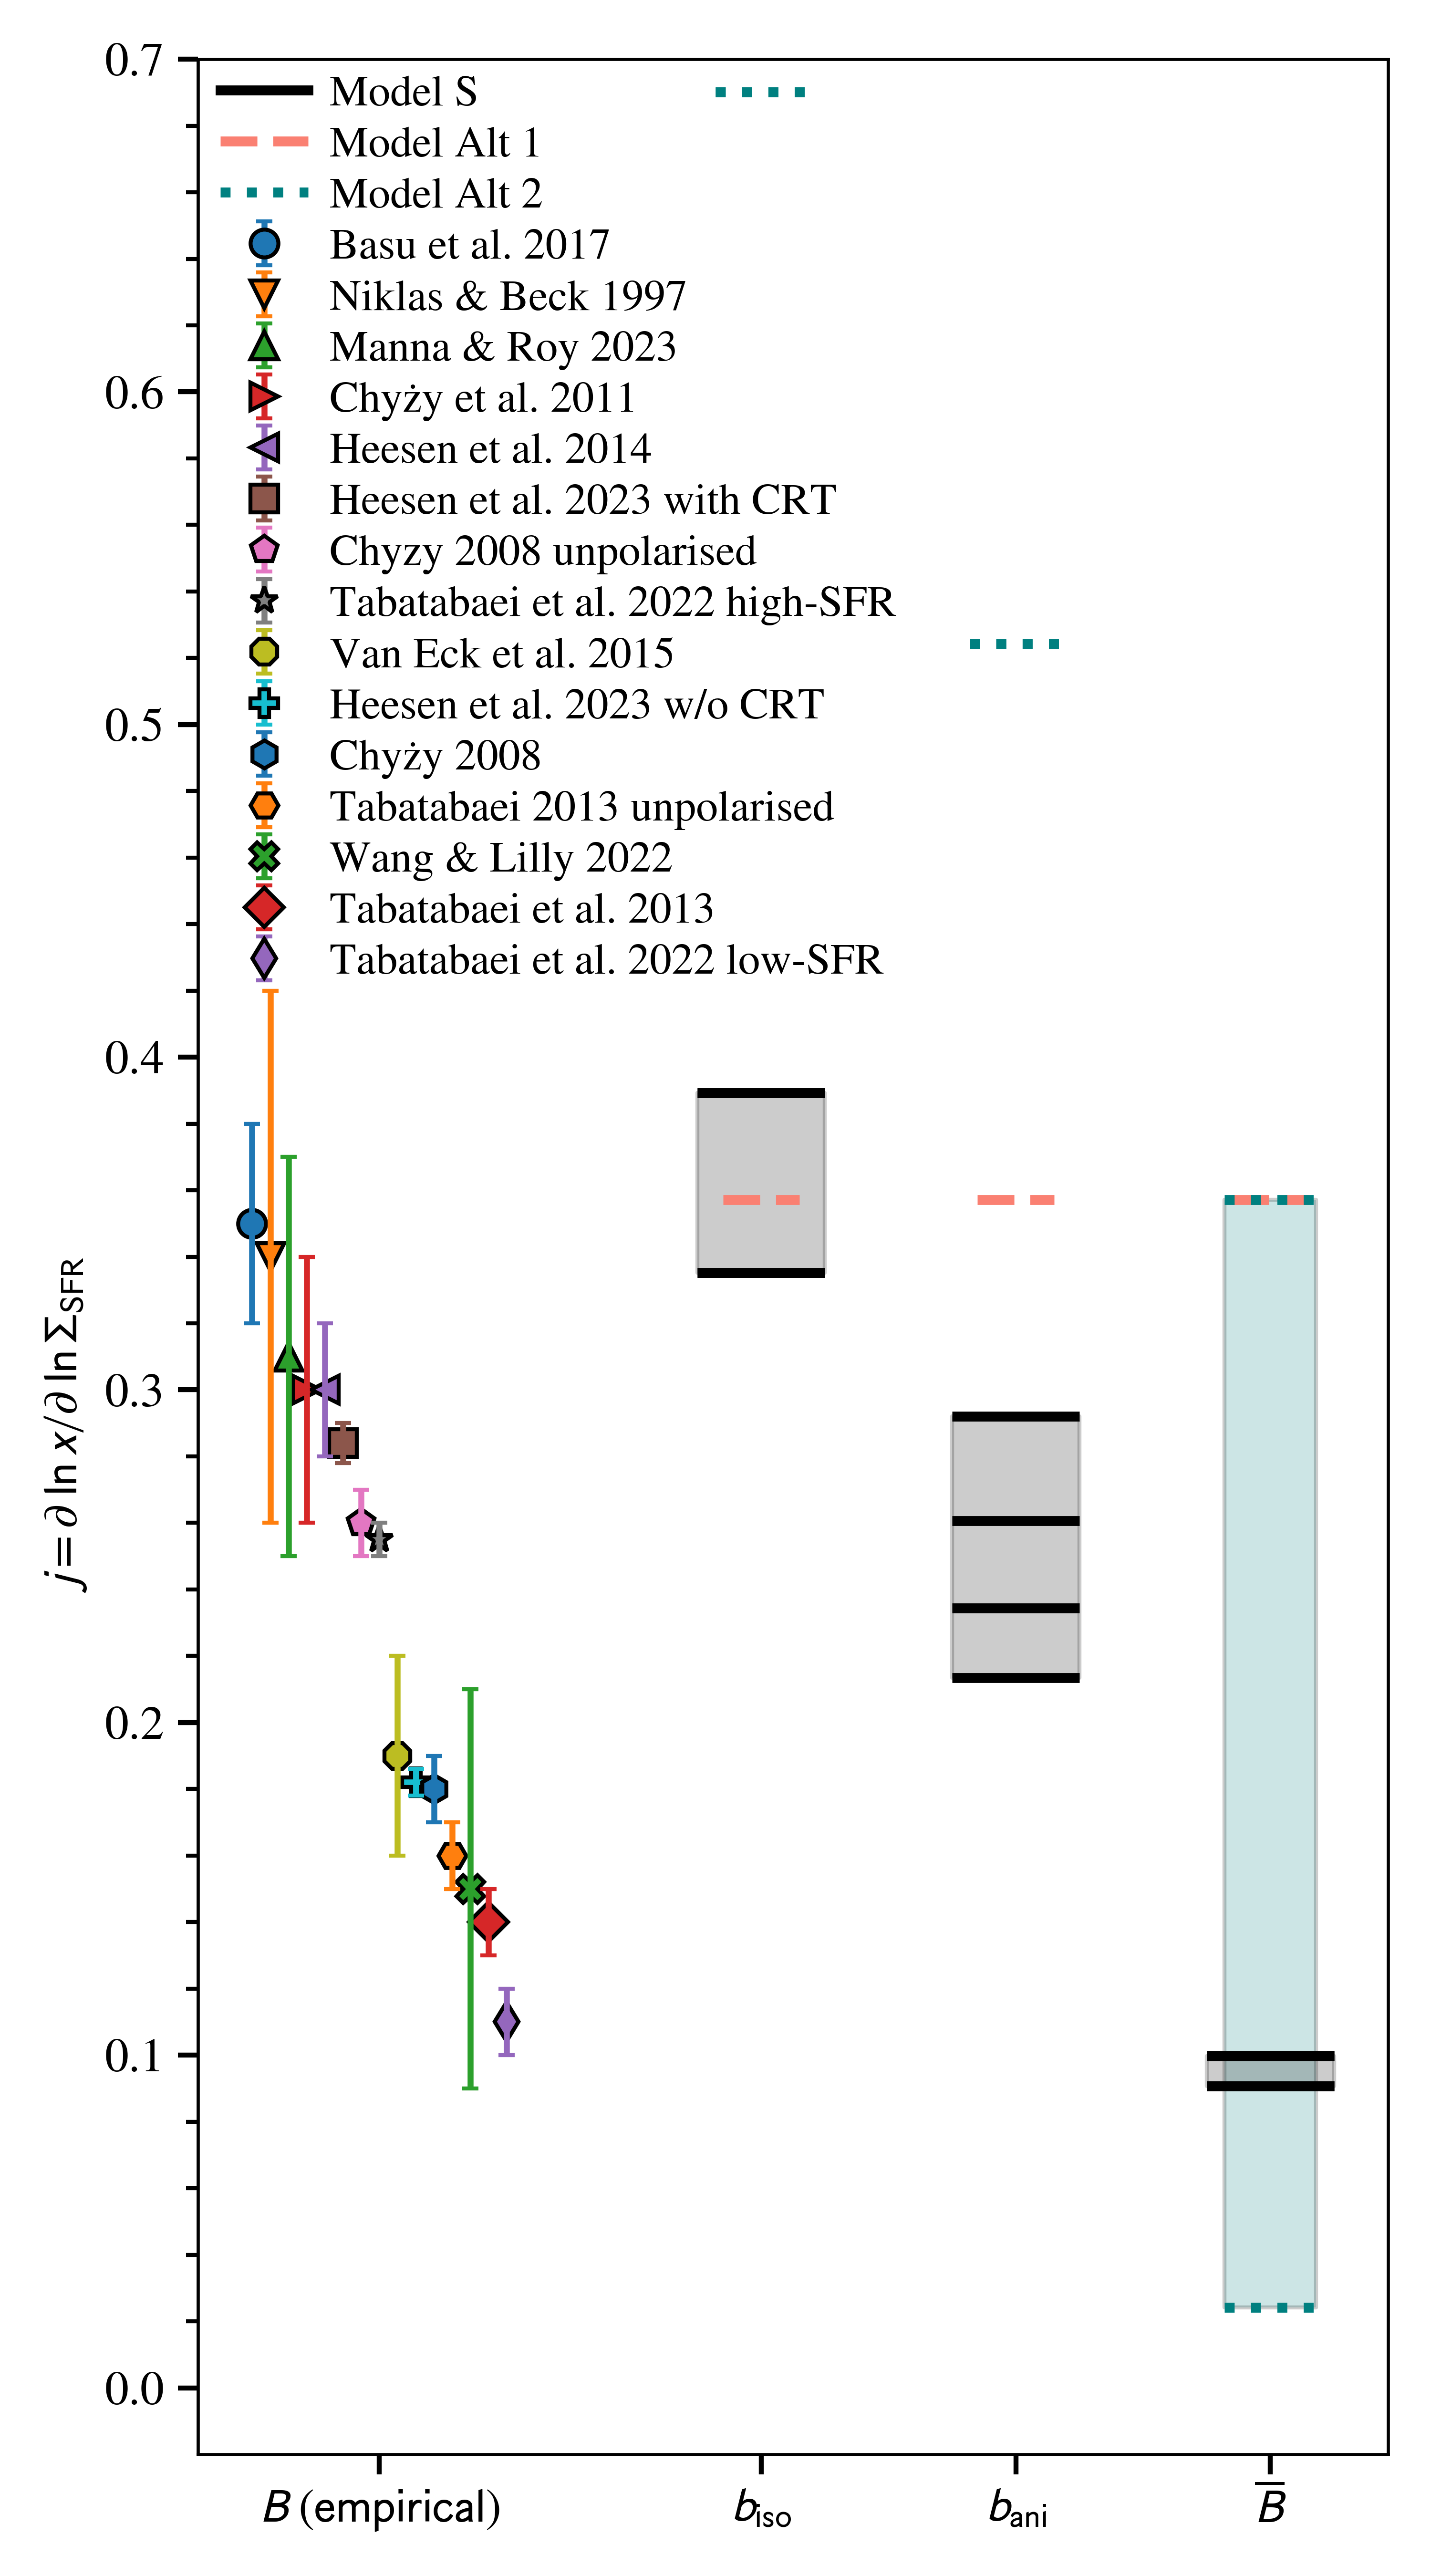 0.7
0.6
0.5
0.4
0.3
0.2
0.1
0.0
j = ∂ ln x/∂ ln Σ_SFR
Model S
Model Alt 1
Model Alt 2
Basu et al. 2017
Niklas & Beck 1997
Manna & Roy 2023
Chyży et al. 2011
Heesen et al. 2014
Heesen et al. 2023 with CRT
Chyzy 2008 unpolarised
Tabatabaei et al. 2022 high-SFR
Van Eck et al. 2015
Heesen et al. 2023 w/o CRT
Chyży 2008
Tabatabaei 2013 unpolarised
Wang & Lilly 2022
Tabatabaei et al. 2013
Tabatabaei et al. 2022 low-SFR
B (empirical)
b_iso
b_ani
B̅